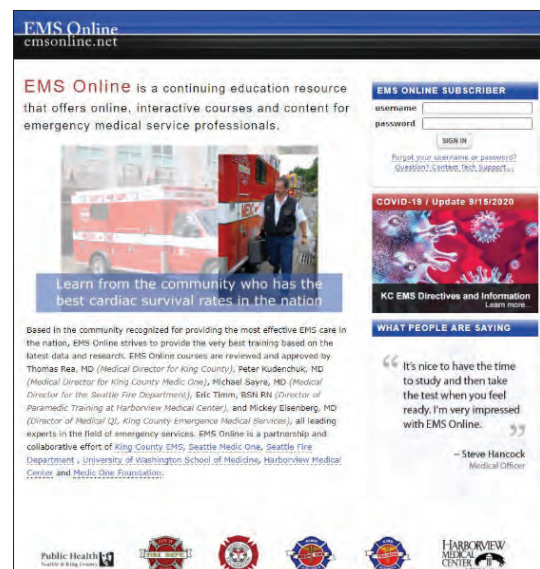 EMS Online
emsonline.net
EMS Online is a continuing education resource
that offers online, interactive courses and content for
emergency medical service professionals.
Learn from the community who has the
best cardiac survival rates in the nation
Based in the community recognized for providing the most effective EMS care in
the nation, EMS Online strives to provide the very best training based on the
latest data and research. EMS Online courses are reviewed and approved by
Thomas Rea, MD (Medical Director for King County), Peter Kudenchuk, MD
(Medical Director for King County Medic One), Michael Sayre, MD (Medical
Director for the Seattle Fire Department), Eric Timm, BSN RN (Director of
Paramedic Training at Harborview Medical Center), and Mickey Eisenberg, MD
(Director of Medical QI, King County Emergence Medical Services), all leading
experts in the field of emergency services. EMS Online is a partnership and
collaborative effort of King County EMS, Seattle Medic One, Seattle Fire
Department , University of Washington School of Medicine, Harborview Medical
Center and Medic One Foundation.
EMS ONLINE SUBSCRIBER
username
password
SIGN IN
Forgot your username or password?
Question? Contact Tech Support...
COVID-19 / Update 9/15/2020
KC EMS Directives and Information
Learn more...
WHAT PEOPLE ARE SAYING
“ It's nice to have the time
to study and then take
the test when you feel
ready. I'm very impressed
with EMS Online. ”
– Steve Hancock
Medical Officer
Public Health
Seattle & King County
HARBORVIEW
MEDICAL
CENTER